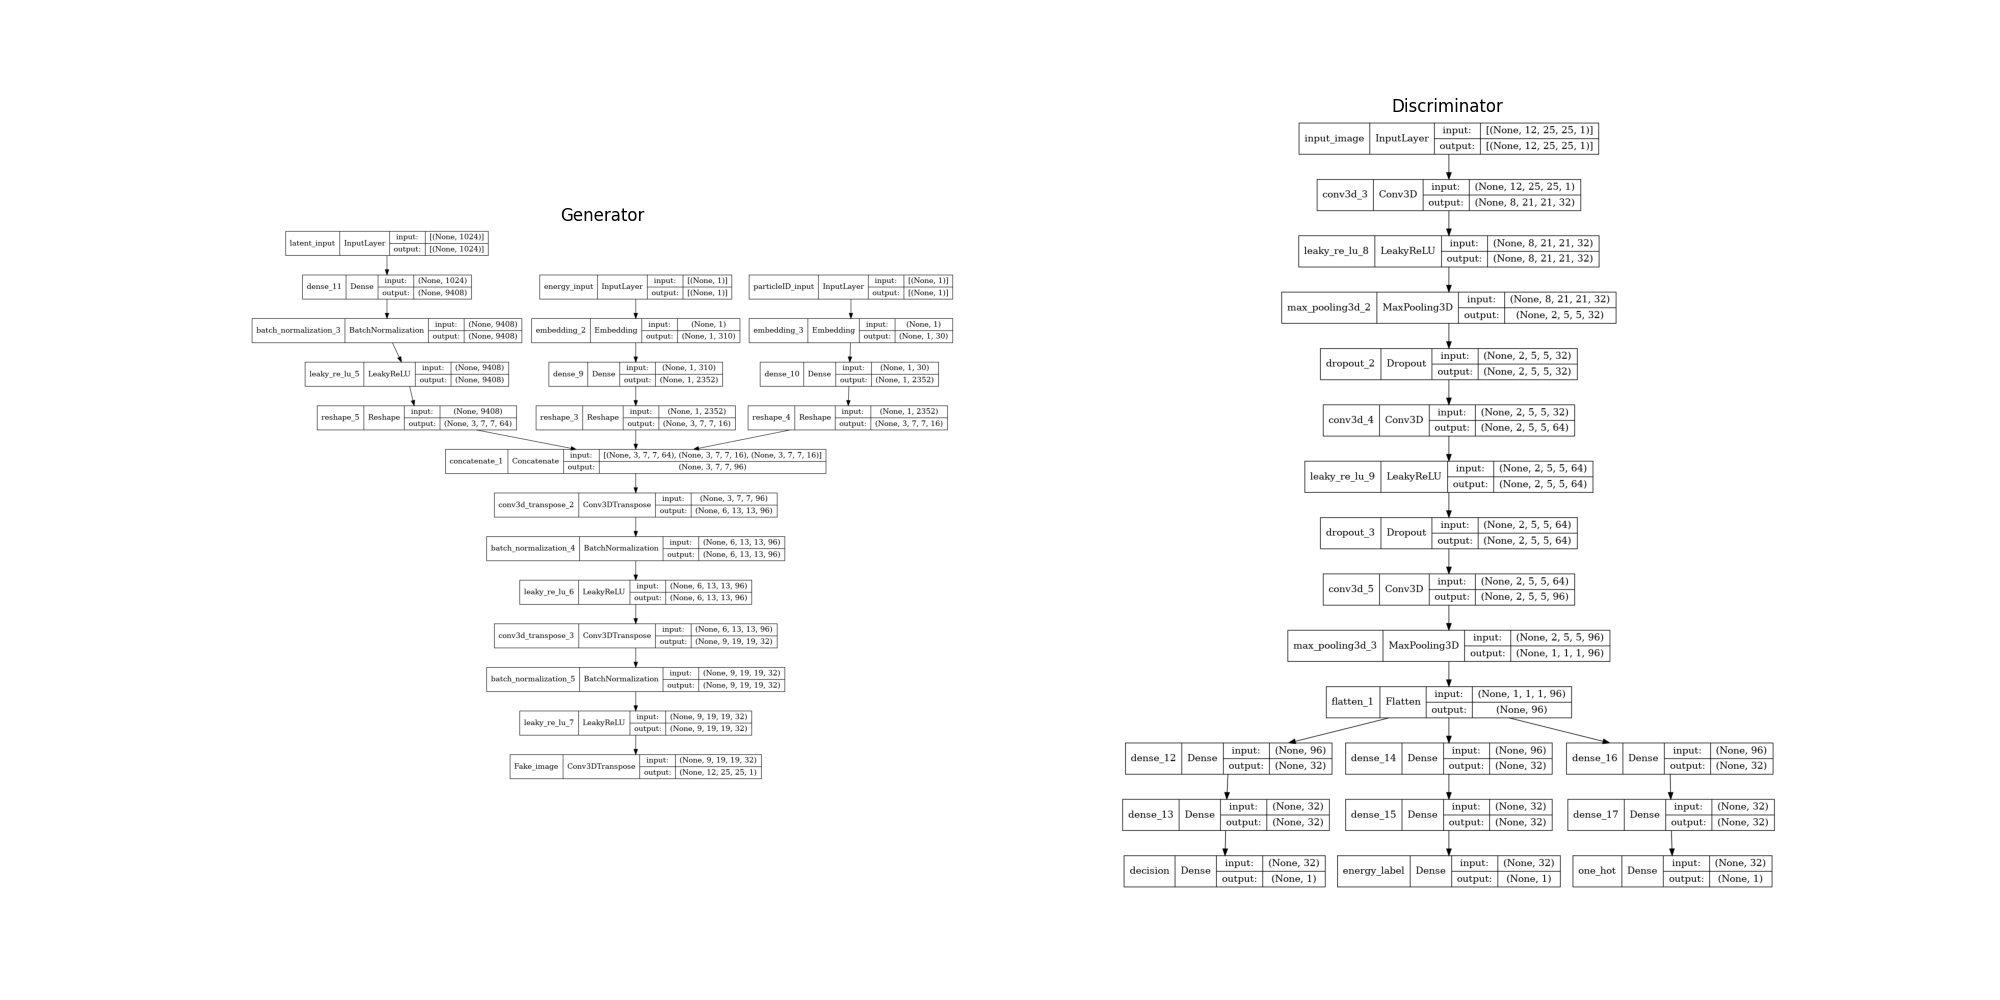 Generator
latent_input InputLayer input: [(None, 1024)]
output: [(None, 1024)]
dense_11 Dense input: (None, 1024)
output: (None, 9408)
energy_input InputLayer input: [(None, 1)]
output: [(None, 1)]
particleID_input InputLayer input: [(None, 1)]
output: [(None, 1)]
batch_normalization_3 BatchNormalization input: (None, 9408)
output: (None, 9408)
embedding_2 Embedding input: (None, 1)
output: (None, 1, 310)
embedding_3 Embedding input: (None, 1)
output: (None, 1, 30)
leaky_re_lu_5 LeakyReLU input: (None, 9408)
output: (None, 9408)
dense_9 Dense input: (None, 1, 310)
output: (None, 1, 2352)
dense_10 Dense input: (None, 1, 30)
output: (None, 1, 2352)
reshape_5 Reshape input: (None, 9408)
output: (None, 3, 7, 7, 64)
reshape_3 Reshape input: (None, 1, 2352)
output: (None, 3, 7, 7, 16)
reshape_4 Reshape input: (None, 1, 2352)
output: (None, 3, 7, 7, 16)
concatenate_1 Concatenate input: [(None, 3, 7, 7, 64), (None, 3, 7, 7, 16), (None, 3, 7, 7, 16)]
output: (None, 3, 7, 7, 96)
conv3d_transpose_2 Conv3DTranspose input: (None, 3, 7, 7, 96)
output: (None, 6, 13, 13, 96)
batch_normalization_4 BatchNormalization input: (None, 6, 13, 13, 96)
output: (None, 6, 13, 13, 96)
leaky_re_lu_6 LeakyReLU input: (None, 6, 13, 13, 96)
output: (None, 6, 13, 13, 96)
conv3d_transpose_3 Conv3DTranspose input: (None, 6, 13, 13, 96)
output: (None, 9, 19, 19, 32)
batch_normalization_5 BatchNormalization input: (None, 9, 19, 19, 32)
output: (None, 9, 19, 19, 32)
leaky_re_lu_7 LeakyReLU input: (None, 9, 19, 19, 32)
output: (None, 9, 19, 19, 32)
Fake_image Conv3DTranspose input: (None, 9, 19, 19, 32)
output: (None, 12, 25, 25, 1)
Discriminator
input_image InputLayer input: [(None, 12, 25, 25, 1)]
output: [(None, 12, 25, 25, 1)]
conv3d_3 Conv3D input: (None, 12, 25, 25, 1)
output: (None, 8, 21, 21, 32)
leaky_re_lu_8 LeakyReLU input: (None, 8, 21, 21, 32)
output: (None, 8, 21, 21, 32)
max_pooling3d_2 MaxPooling3D input: (None, 8, 21, 21, 32)
output: (None, 2, 5, 5, 32)
dropout_2 Dropout input: (None, 2, 5, 5, 32)
output: (None, 2, 5, 5, 32)
conv3d_4 Conv3D input: (None, 2, 5, 5, 32)
output: (None, 2, 5, 5, 64)
leaky_re_lu_9 LeakyReLU input: (None, 2, 5, 5, 64)
output: (None, 2, 5, 5, 64)
dropout_3 Dropout input: (None, 2, 5, 5, 64)
output: (None, 2, 5, 5, 64)
conv3d_5 Conv3D input: (None, 2, 5, 5, 64)
output: (None, 2, 5, 5, 96)
max_pooling3d_3 MaxPooling3D input: (None, 2, 5, 5, 96)
output: (None, 1, 1, 1, 96)
flatten_1 Flatten input: (None, 1, 1, 1, 96)
output: (None, 96)
dense_12 Dense input: (None, 96)
output: (None, 32)
dense_14 Dense input: (None, 96)
output: (None, 32)
dense_16 Dense input: (None, 96)
output: (None, 32)
dense_13 Dense input: (None, 32)
output: (None, 32)
dense_15 Dense input: (None, 32)
output: (None, 32)
dense_17 Dense input: (None, 32)
output: (None, 32)
decision Dense input: (None, 32)
output: (None, 1)
energy_label Dense input: (None, 32)
output: (None, 1)
one_hot Dense input: (None, 32)
output: (None, 1)